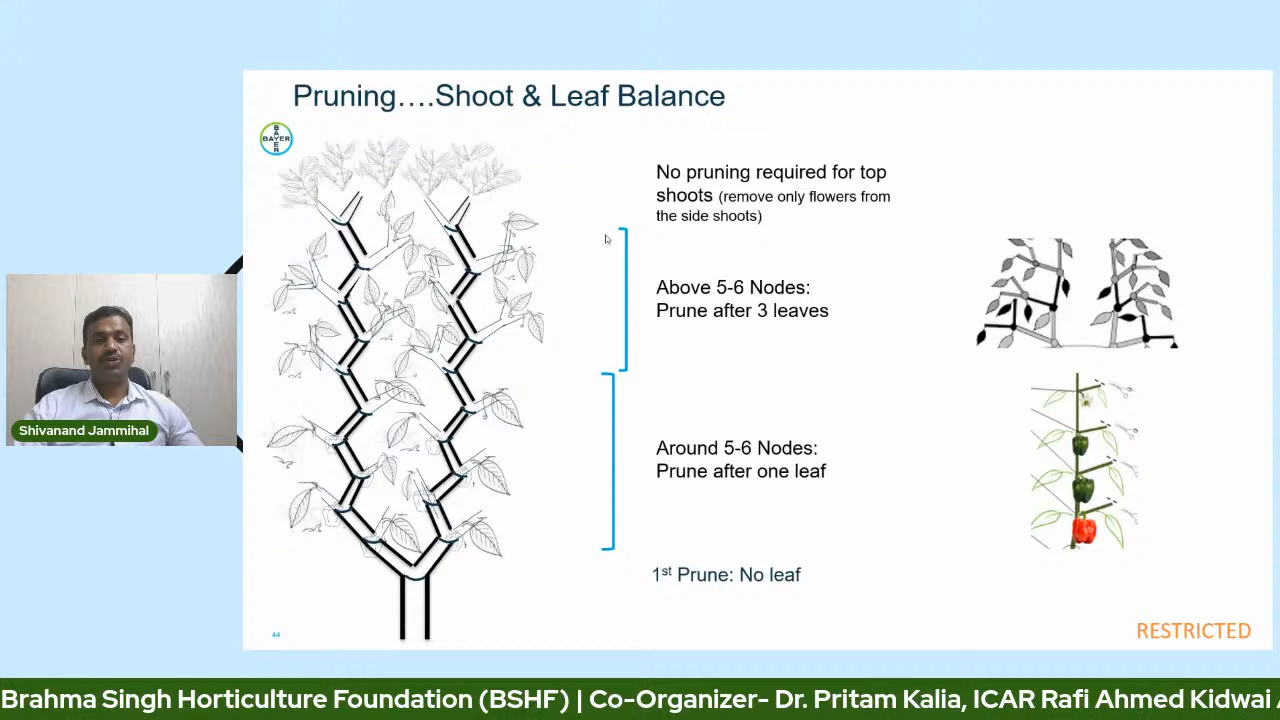 Pruning....Shoot & Leaf Balance
BAYER
BAYER
No pruning required for top
shoots (remove only flowers from
the side shoots)
Above 5-6 Nodes:
Prune after 3 leaves
Shivanand Jammihal
Around 5-6 Nodes:
Prune after one leaf
1st Prune: No leaf
44
RESTRICTED
Brahma Singh Horticulture Foundation (BSHF) | Co-Organizer- Dr. Pritam Kalia, ICAR Rafi Ahmed Kidwai